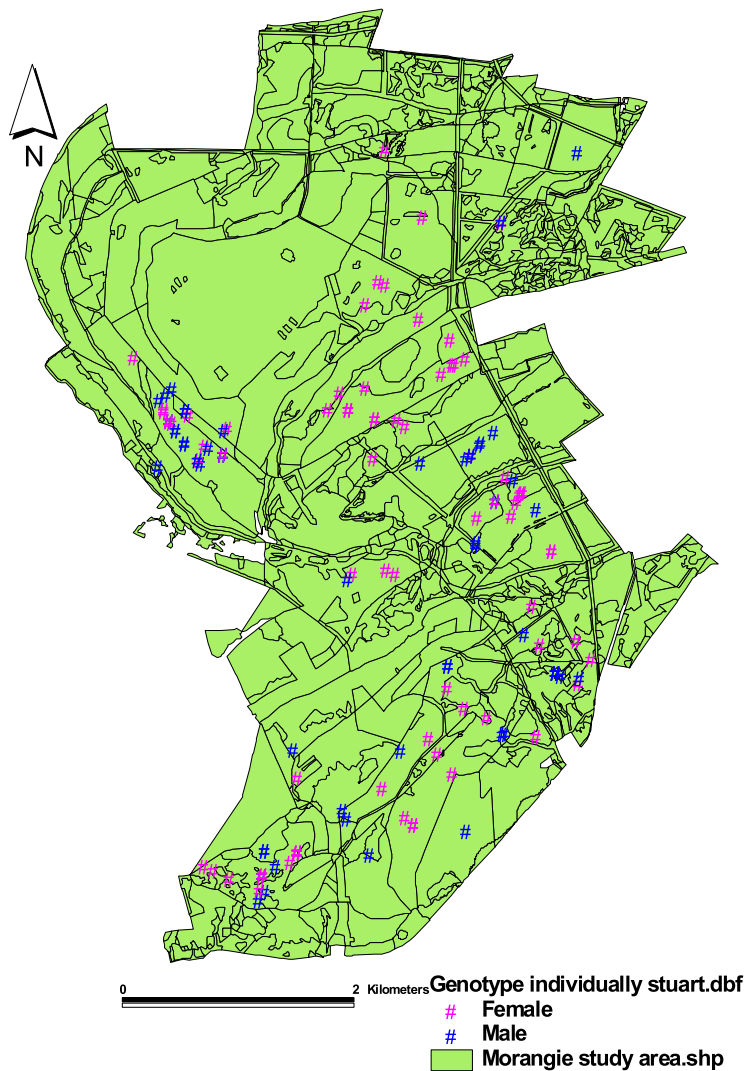 N
0 2 Kilometers
Genotype individually stuart.dbf
# Female
# Male
Morangie study area.shp